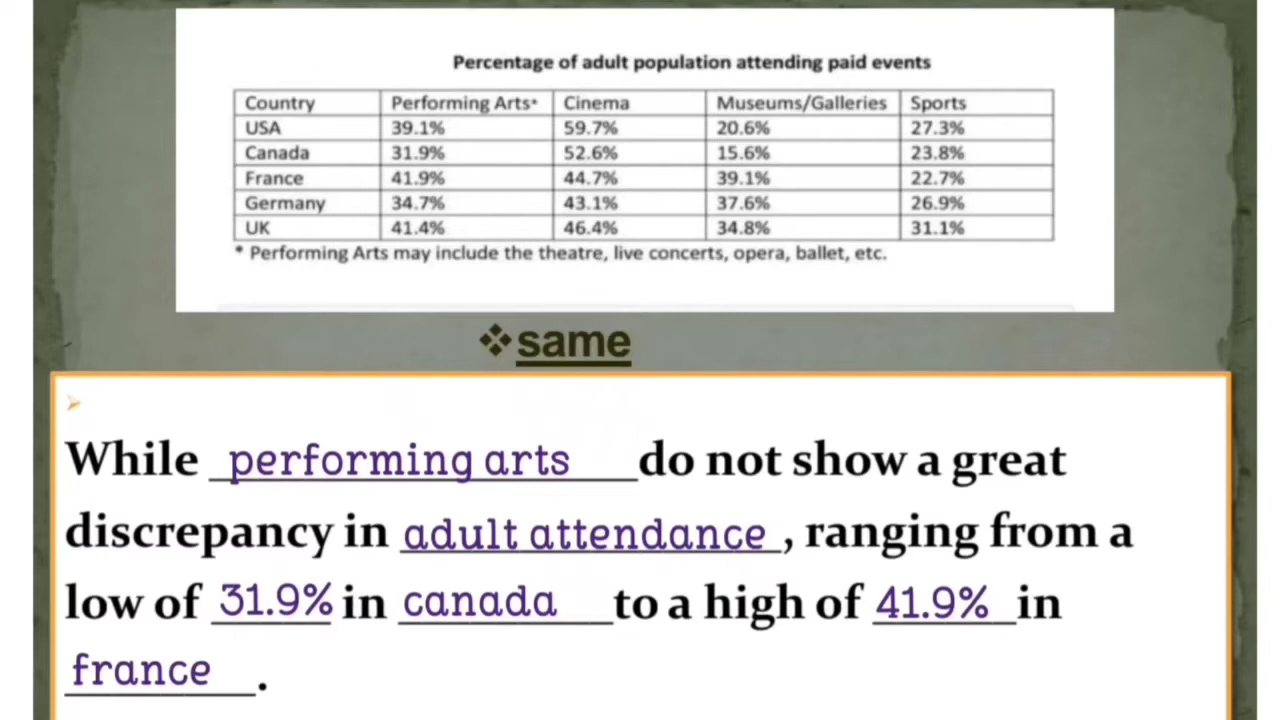 Percentage of adult population attending paid events
Country Performing Arts* Cinema Museums/Galleries Sports
USA 39.1% 59.7% 20.6% 27.3%
Canada 31.9% 52.6% 15.6% 23.8%
France 41.9% 44.7% 39.1% 22.7%
Germany 34.7% 43.1% 37.6% 26.9%
UK 41.4% 46.4% 34.8% 31.1%
* Performing Arts may include the theatre, live concerts, opera, ballet, etc.
❖same
While performing arts do not show a great
discrepancy in adult attendance, ranging from a
low of 31.9% in canada to a high of 41.9% in
france.